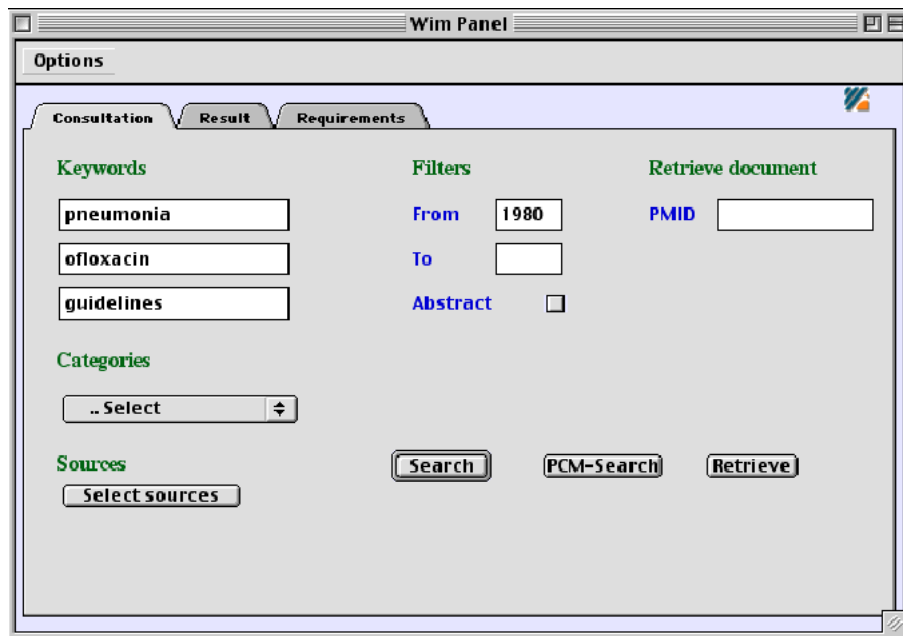 Wim Panel
Options
Consultation Result Requirements
Keywords Filters Retrieve document
pneumonia From 1980 PMID
ofloxacin To
guidelines Abstract
Categories
.. Select
Sources Search PCM-Search Retrieve
Select sources